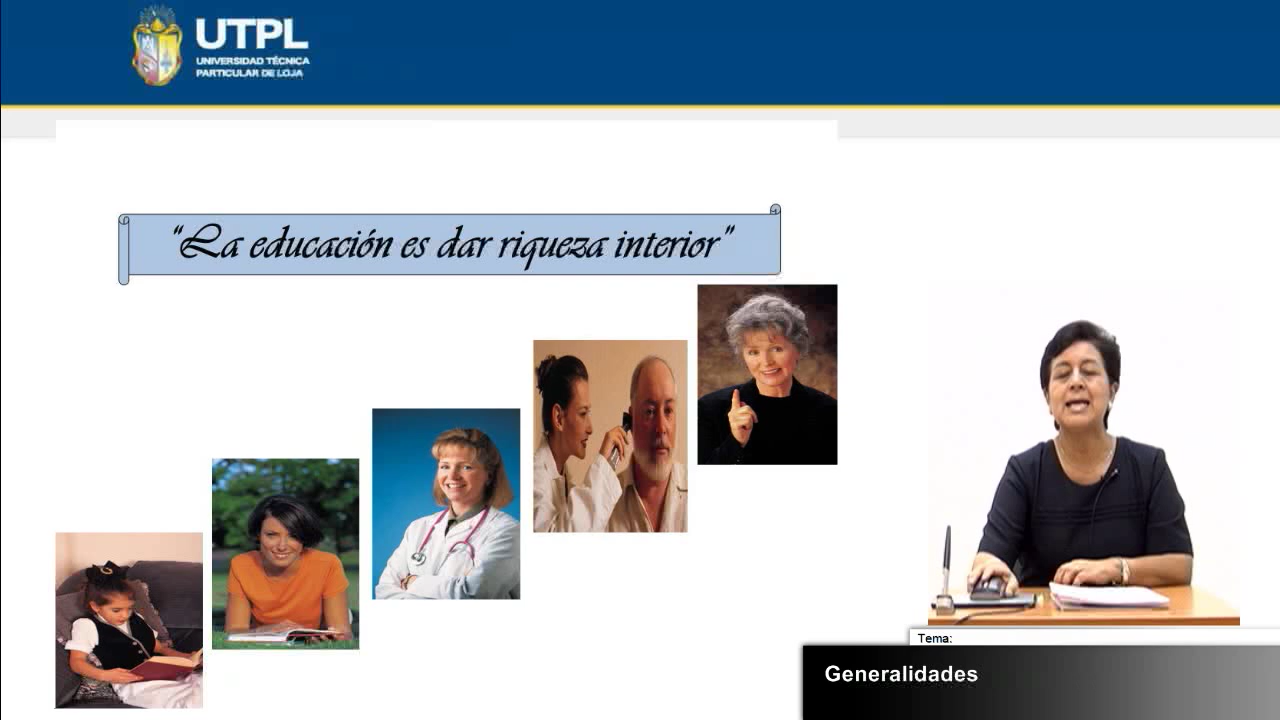 UTPL
UNIVERSIDAD TÉCNICA
PARTICULAR DE LOJA
"La educación es dar riqueza interior"
Tema:
Generalidades